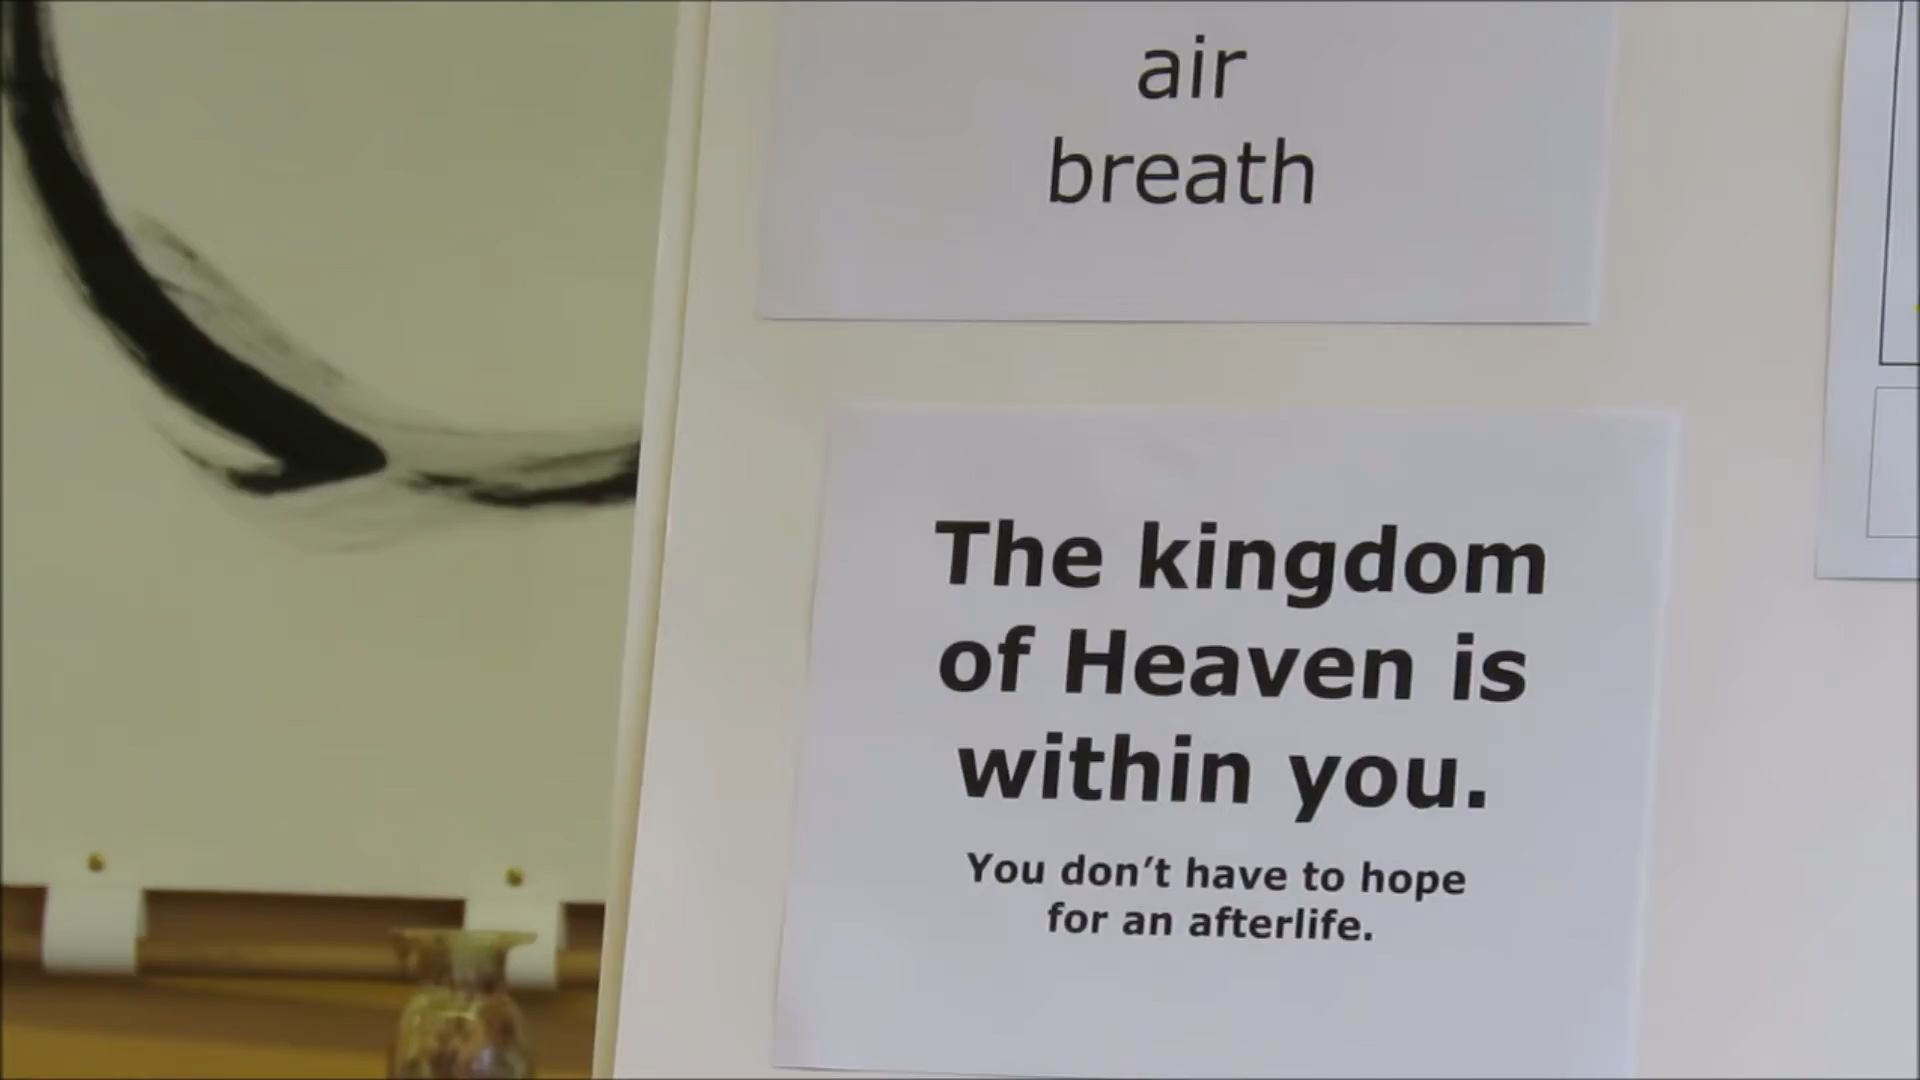 air
breath
The kingdom
of Heaven is
within you.
You don't have to hope
for an afterlife.